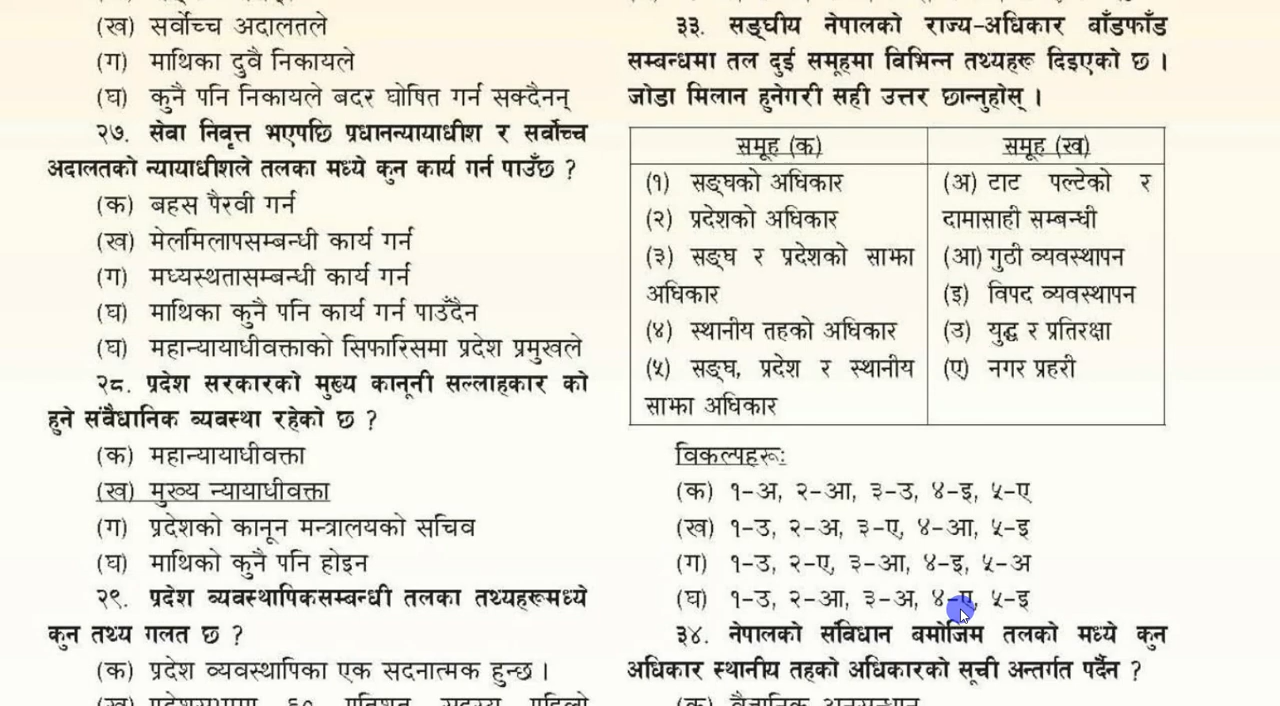 (ख) सर्वोच्च अदालतले
(ग) माथिका दुवै निकायले
(घ) कुनै पनि निकायले बदर घोषित गर्न सक्दैनन्
२७. सेवा निवृत्त भएपछि प्रधानन्यायाधीश र सर्वोच्च
अदालतको न्यायाधीशले तलका मध्ये कुन कार्य गर्न पाउँछ ?
(क) बहस पैरवी गर्न
(ख) मेलमिलापसम्बन्धी कार्य गर्न
(ग) मध्यस्थतासम्बन्धी कार्य गर्न
(घ) माथिका कुनै पनि कार्य गर्न पाउँदैन
(घ) महान्यायाधीवक्ताको सिफारिसमा प्रदेश प्रमुखले
२८. प्रदेश सरकारको मुख्य कानूनी सल्लाहकार को
हुने संवैधानिक व्यवस्था रहेको छ ?
(क) महान्यायाधीवक्ता
(ख) मुख्य न्यायाधीवक्ता
(ग) प्रदेशको कानून मन्त्रालयको सचिव
(घ) माथिको कुनै पनि होइन
२९. प्रदेश व्यवस्थापिकसम्बन्धी तलका तथ्यहरूमध्ये
कुन तथ्य गलत छ ?
(क) प्रदेश व्यवस्थापिका एक सदनात्मक हुन्छ ।
३३. सङ्घीय नेपालको राज्य-अधिकार बाँडफाँड
सम्बन्धमा तल दुई समूहमा विभिन्न तथ्यहरू दिइएको छ ।
जोडा मिलान हुनेगरी सही उत्तर छान्नुहोस् ।
समूह (क)
(१) सङ्घको अधिकार
(२) प्रदेशको अधिकार
(३) सङ्घ र प्रदेशको साझा
अधिकार
(४) स्थानीय तहको अधिकार
(५) सङ्घ, प्रदेश र स्थानीय
साझा अधिकार
समूह (ख)
(अ) टाट पल्टेको र
दामासाही सम्बन्धी
(आ) गुठी व्यवस्थापन
(इ) विपद व्यवस्थापन
(उ) युद्ध र प्रतिरक्षा
(ए) नगर प्रहरी
विकल्पहरू:
(क) १-अ, २-आ, ३-उ, ४-इ, ५-ए
(ख) १-उ, २-अ, ३-ए, ४-आ, ५-इ
(ग) १-उ, २-ए, ३-आ, ४-इ, ५-अ
(घ) १-उ, २-आ, ३-अ, ४-ए, ५-इ
३४. नेपालको संविधान बमोजिम तलको मध्ये कुन
अधिकार स्थानीय तहको अधिकारको सूची अन्तर्गत पर्दैन ?